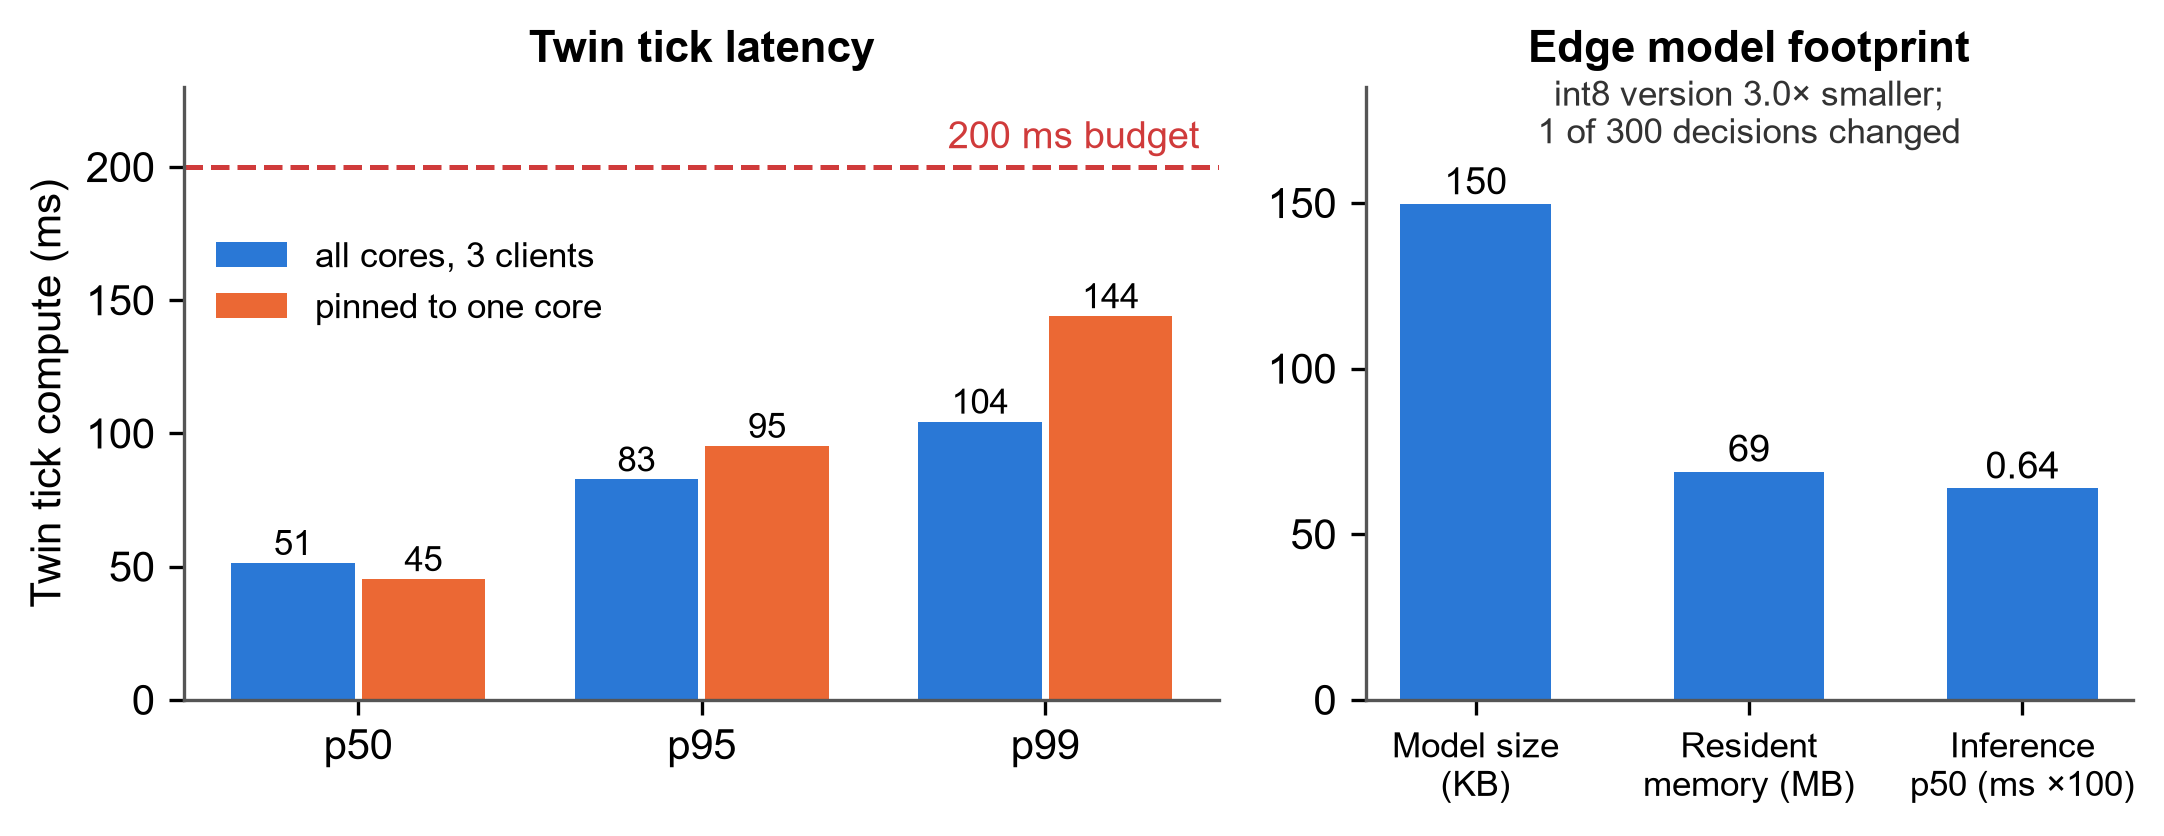 Twin tick latency
Twin tick compute (ms)
200
150
100
50
0
200 ms budget
all cores, 3 clients
pinned to one core
51
45
83
95
104
144
p50
p95
p99
Edge model footprint
int8 version 3.0× smaller;
1 of 300 decisions changed
150
100
50
0
150
69
0.64
Model size
(KB)
Resident
memory (MB)
Inference
p50 (ms ×100)